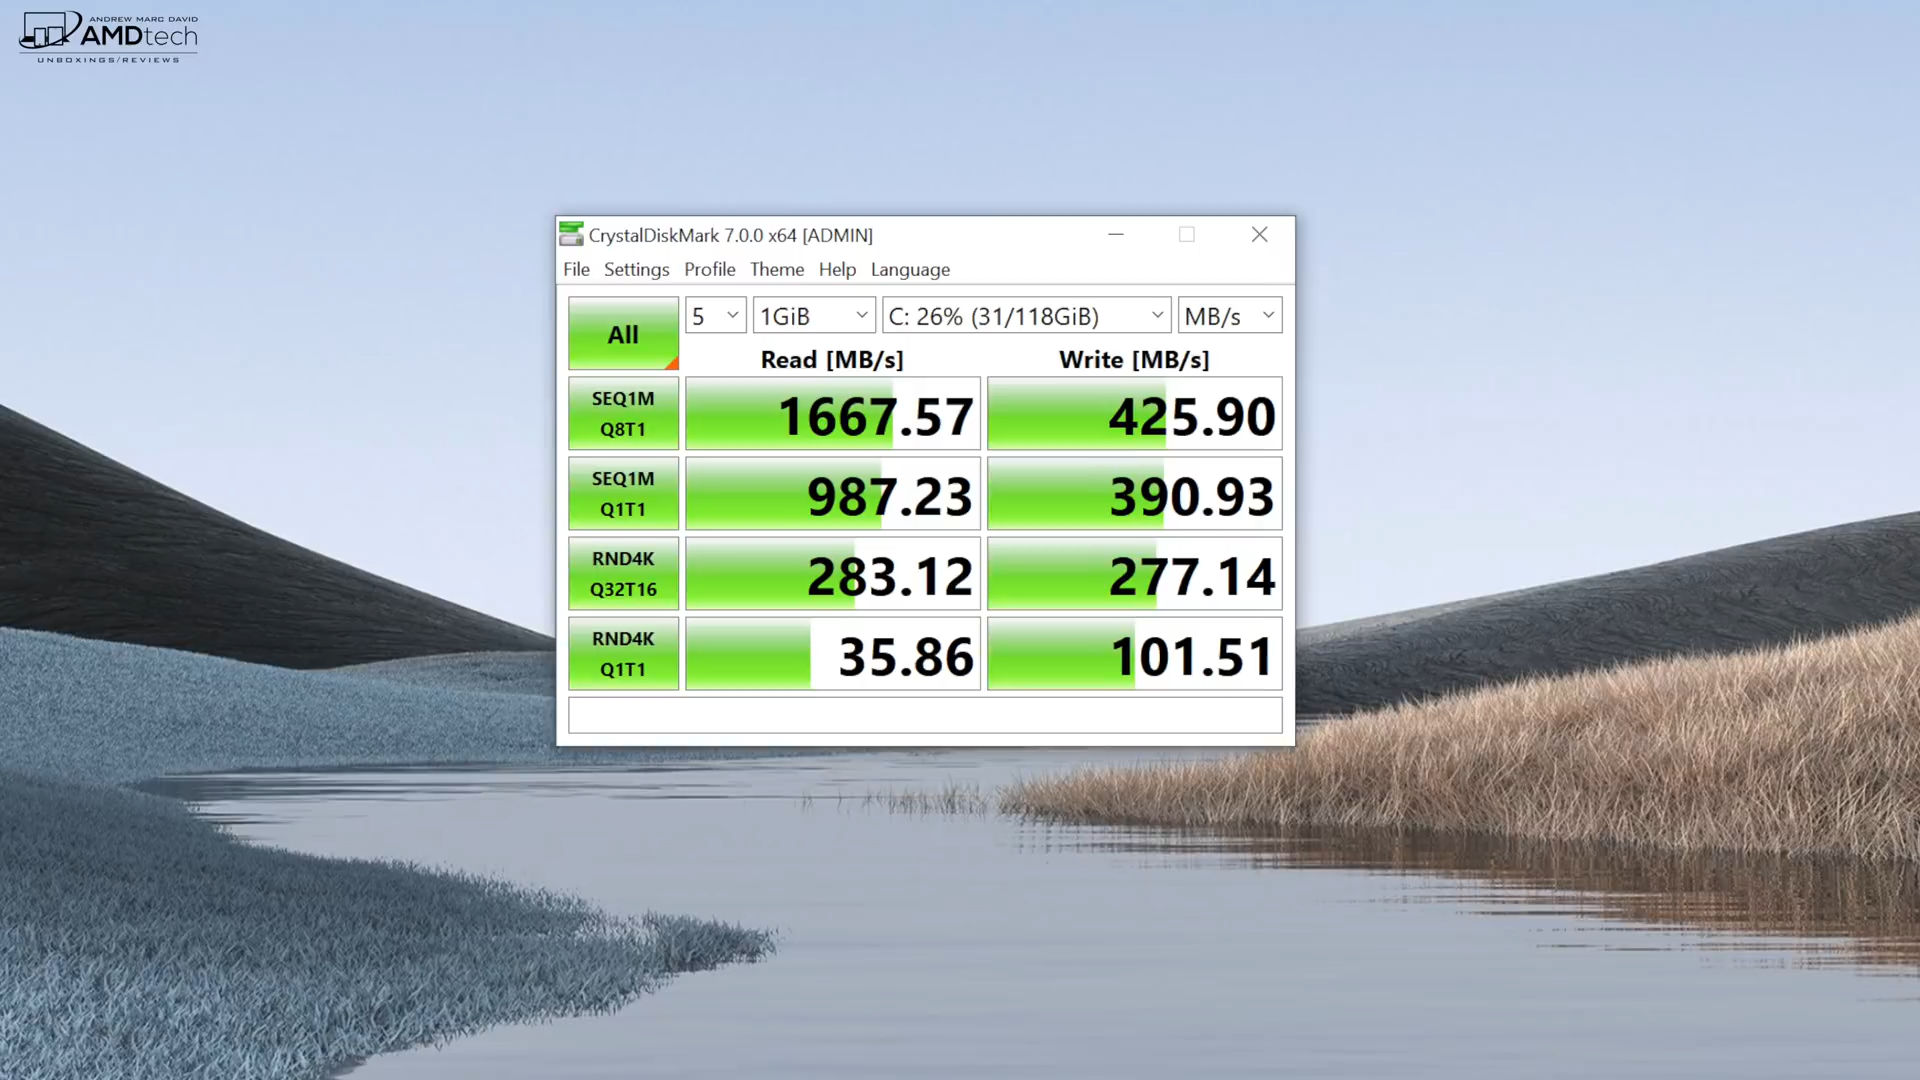 ANDREW MARC DAVID
AMDtech
UNBOXINGS/REVIEWS
CrystalDiskMark 7.0.0 x64 [ADMIN]
File Settings Profile Theme Help Language
All
5 1GiB C: 26% (31/118GiB) MB/s
Read [MB/s] Write [MB/s]
SEQ1M
Q8T1
1667.57 425.90
SEQ1M
Q1T1
987.23 390.93
RND4K
Q32T16
283.12 277.14
RND4K
Q1T1
35.86 101.51